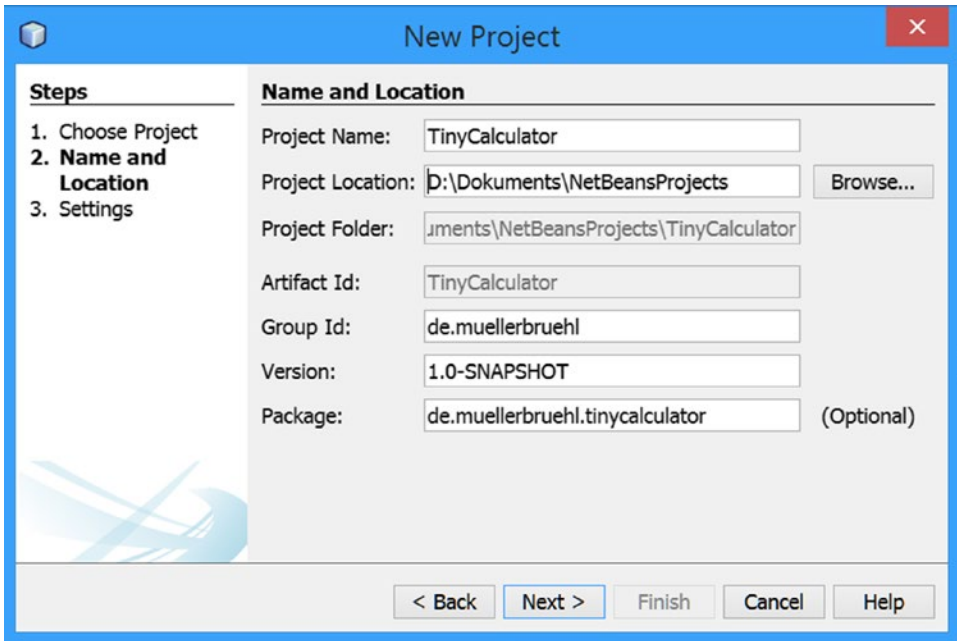 New Project
Steps
1. Choose Project
2. Name and
Location
3. Settings
Name and Location
Project Name: TinyCalculator
Project Location: D:\Dokuments\NetBeansProjects Browse...
Project Folder: uments\NetBeansProjects\TinyCalculator
Artifact Id: TinyCalculator
Group Id: de.muellerbruehl
Version: 1.0-SNAPSHOT
Package: de.muellerbruehl.tinycalculator (Optional)
< Back Next > Finish Cancel Help